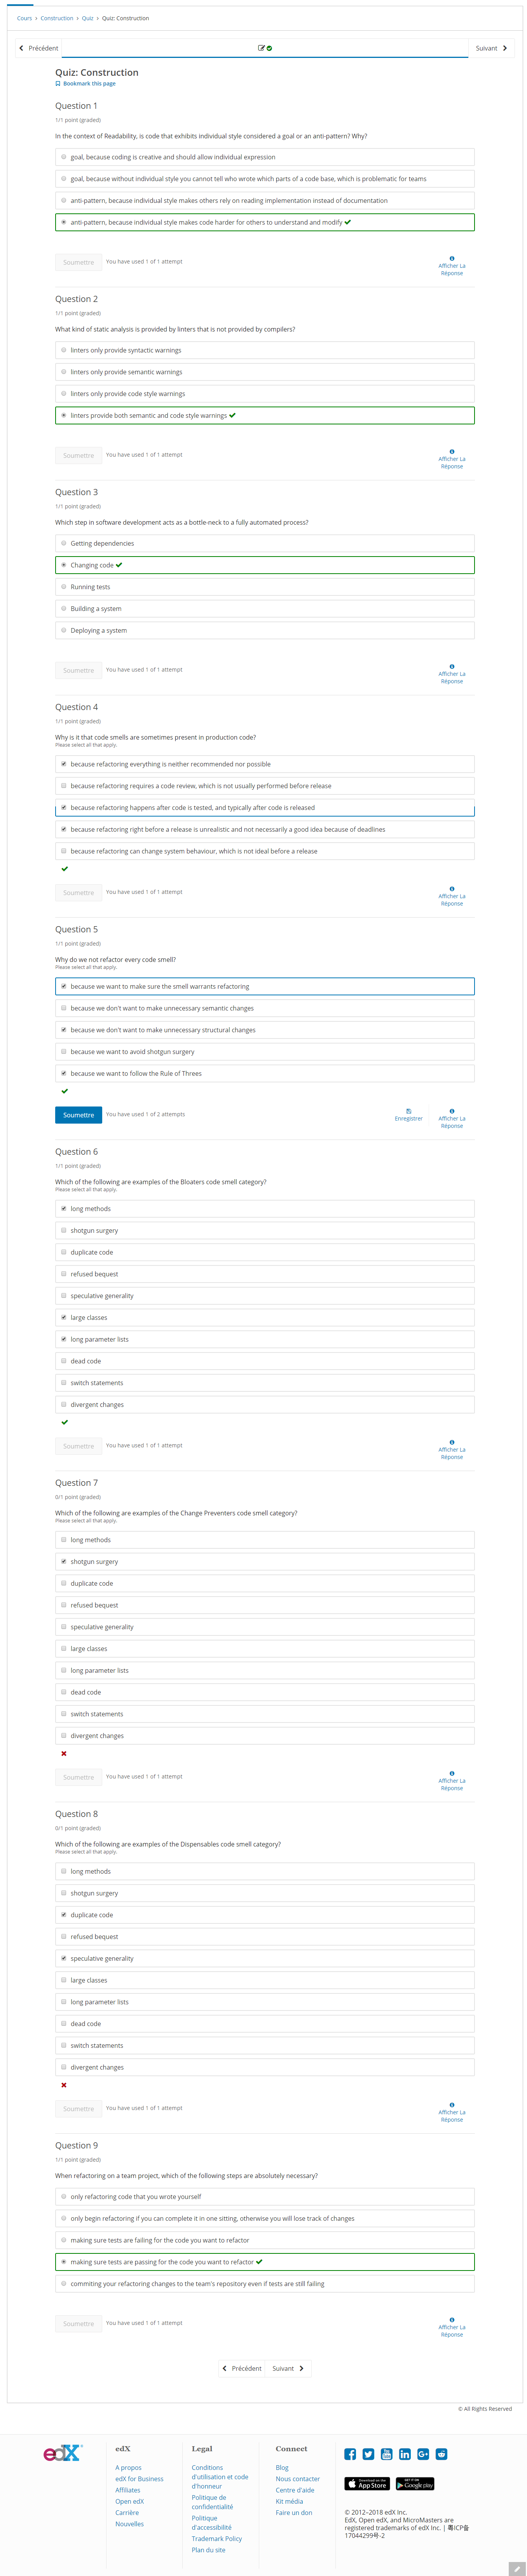 Cours > Construction > Quiz > Quiz: Construction
Précédent
Suivant
Quiz: Construction
Bookmark this page
Question 1
1/1 point (graded)
In the context of Readability, is code that exhibits individual style considered a goal or an anti-pattern? Why?
goal, because coding is creative and should allow individual expression
goal, because without individual style you cannot tell who wrote which parts of a code base, which is problematic for teams
anti-pattern, because individual style makes others rely on reading implementation instead of documentation
anti-pattern, because individual style makes code harder for others to understand and modify
Soumettre
You have used 1 of 1 attempt
Afficher La
Réponse
Question 2
1/1 point (graded)
What kind of static analysis is provided by linters that is not provided by compilers?
linters only provide syntactic warnings
linters only provide semantic warnings
linters only provide code style warnings
linters provide both semantic and code style warnings
Soumettre
You have used 1 of 1 attempt
Afficher La
Réponse
Question 3
1/1 point (graded)
Which step in software development acts as a bottle-neck to a fully automated process?
Getting dependencies
Changing code
Running tests
Building a system
Deploying a system
Soumettre
You have used 1 of 1 attempt
Afficher La
Réponse
Question 4
1/1 point (graded)
Why is it that code smells are sometimes present in production code?
Please select all that apply.
because refactoring everything is neither recommended nor possible
because refactoring requires a code review, which is not usually performed before release
because refactoring happens after code is tested, and typically after code is released
because refactoring right before a release is unrealistic and not necessarily a good idea because of deadlines
because refactoring can change system behaviour, which is not ideal before a release
Soumettre
You have used 1 of 1 attempt
Afficher La
Réponse
Question 5
1/1 point (graded)
Why do we not refactor every code smell?
Please select all that apply.
because we want to make sure the smell warrants refactoring
because we don't want to make unnecessary semantic changes
because we don't want to make unnecessary structural changes
because we want to avoid shotgun surgery
because we want to follow the Rule of Threes
Soumettre
You have used 1 of 2 attempts
Enregistrer
Afficher La
Réponse
Question 6
1/1 point (graded)
Which of the following are examples of the Bloaters code smell category?
Please select all that apply.
long methods
shotgun surgery
duplicate code
refused bequest
speculative generality
large classes
long parameter lists
dead code
switch statements
divergent changes
Soumettre
You have used 1 of 1 attempt
Afficher La
Réponse
Question 7
0/1 point (graded)
Which of the following are examples of the Change Preventers code smell category?
Please select all that apply.
long methods
shotgun surgery
duplicate code
refused bequest
speculative generality
large classes
long parameter lists
dead code
switch statements
divergent changes
Soumettre
You have used 1 of 1 attempt
Afficher La
Réponse
Question 8
0/1 point (graded)
Which of the following are examples of the Dispensables code smell category?
Please select all that apply.
long methods
shotgun surgery
duplicate code
refused bequest
speculative generality
large classes
long parameter lists
dead code
switch statements
divergent changes
Soumettre
You have used 1 of 1 attempt
Afficher La
Réponse
Question 9
1/1 point (graded)
When refactoring on a team project, which of the following steps are absolutely necessary?
only refactoring code that you wrote yourself
only begin refactoring if you can complete it in one sitting, otherwise you will lose track of changes
making sure tests are failing for the code you want to refactor
making sure tests are passing for the code you want to refactor
commiting your refactoring changes to the team's repository even if tests are still failing
Soumettre
You have used 1 of 1 attempt
Afficher La
Réponse
Précédent
Suivant
© All Rights Reserved
edX
edX
A propos
edX for Business
Affiliates
Open edX
Carrière
Nouvelles
Legal
Conditions
d'utilisation et code
d'honneur
Politique de
confidentialité
Politique
d'accessibilité
Trademark Policy
Plan du site
Connect
Blog
Nous contacter
Centre d'aide
Kit média
Faire un don
Download on the
App Store
GET IT ON
Google play
© 2012–2018 edX Inc.
EdX, Open edX, and MicroMasters are
registered trademarks of edX Inc. | 粤ICP备
17044299号-2